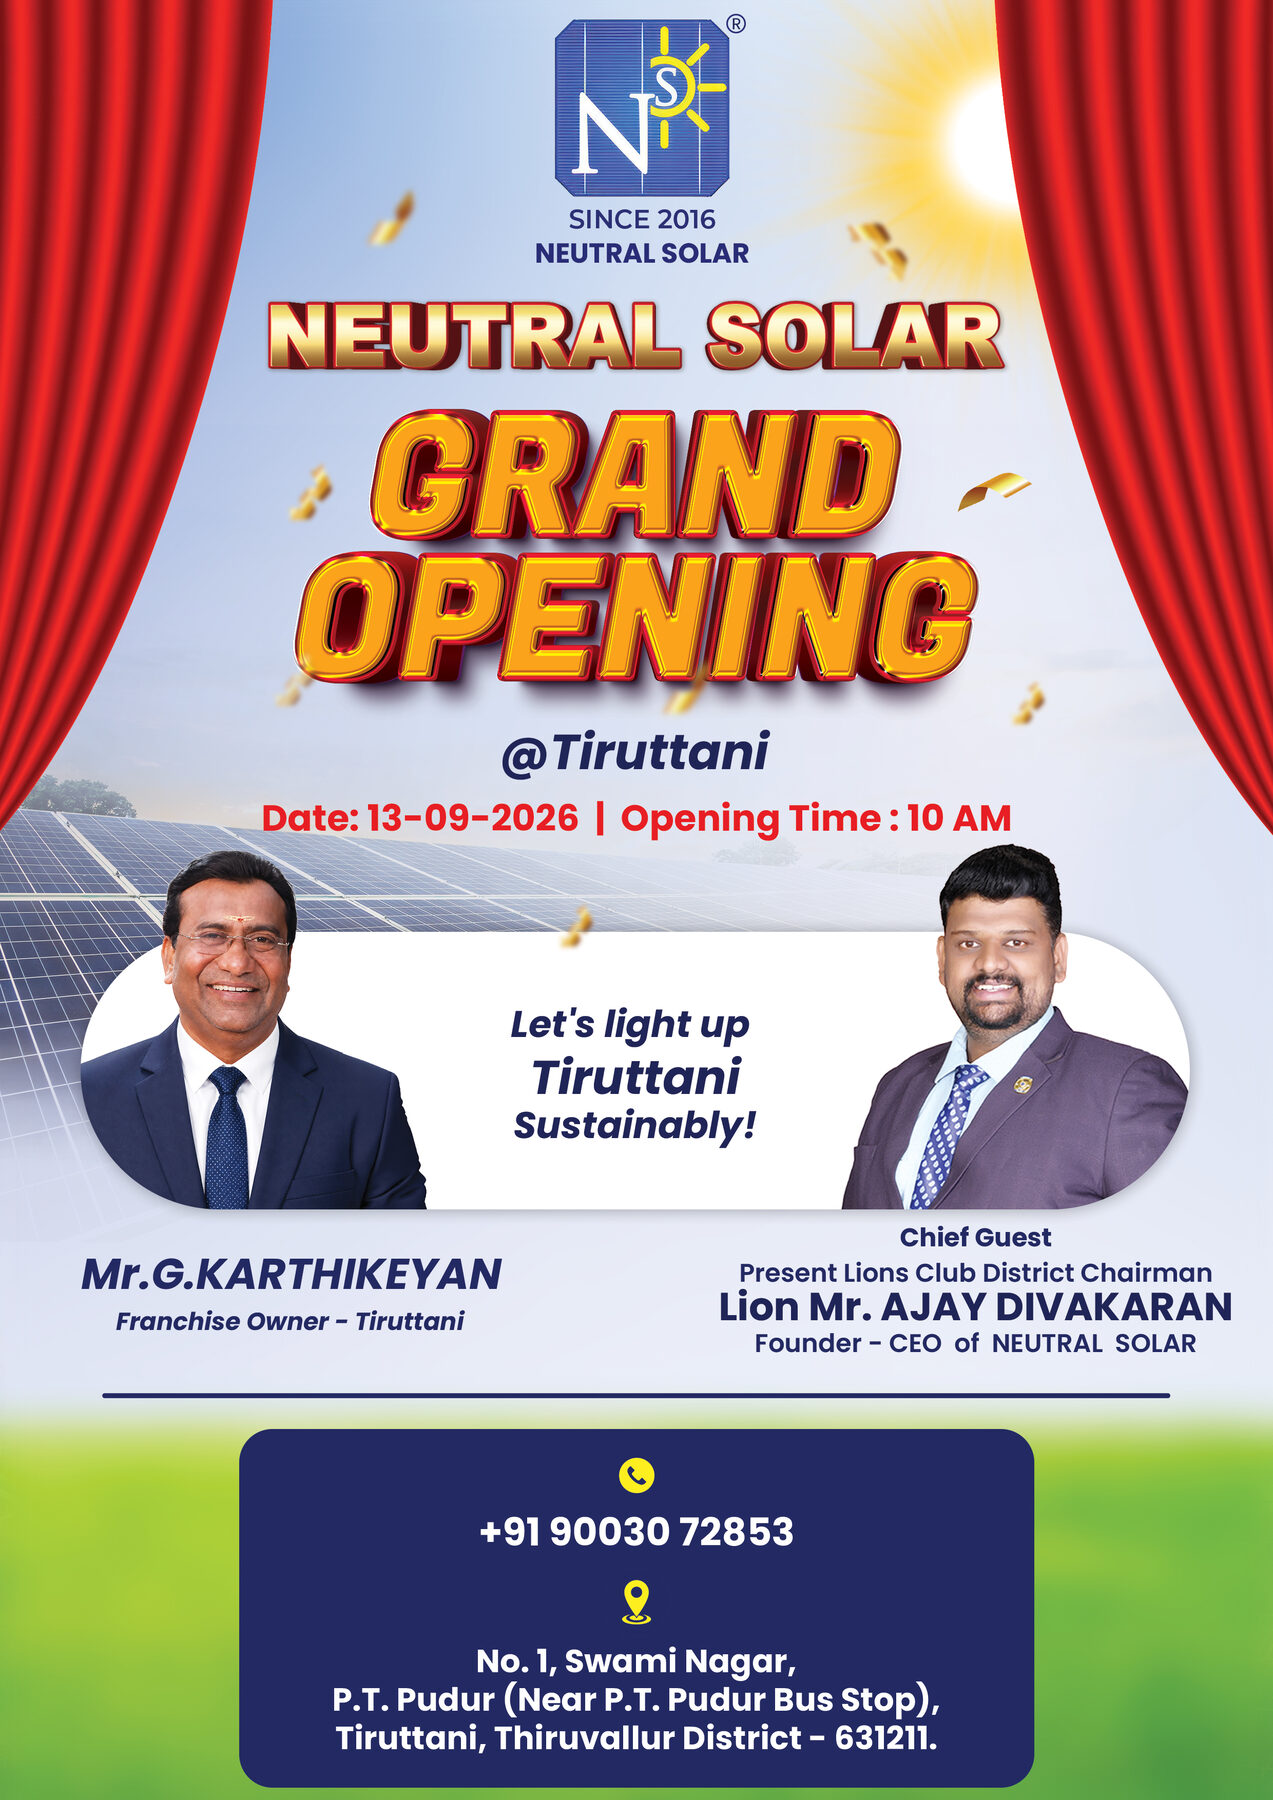 NS
®
SINCE 2016
NEUTRAL SOLAR
NEUTRAL SOLAR
GRAND
OPENING
@Tiruttani
Date: 13-09-2026 | Opening Time : 10 AM
Let's light up
Tiruttani
Sustainably!
Mr.G.KARTHIKEYAN
Franchise Owner - Tiruttani
Chief Guest
Present Lions Club District Chairman
Lion Mr. AJAY DIVAKARAN
Founder - CEO of NEUTRAL SOLAR
+91 90030 72853
No. 1, Swami Nagar,
P.T. Pudur (Near P.T. Pudur Bus Stop),
Tiruttani, Thiruvallur District - 631211.